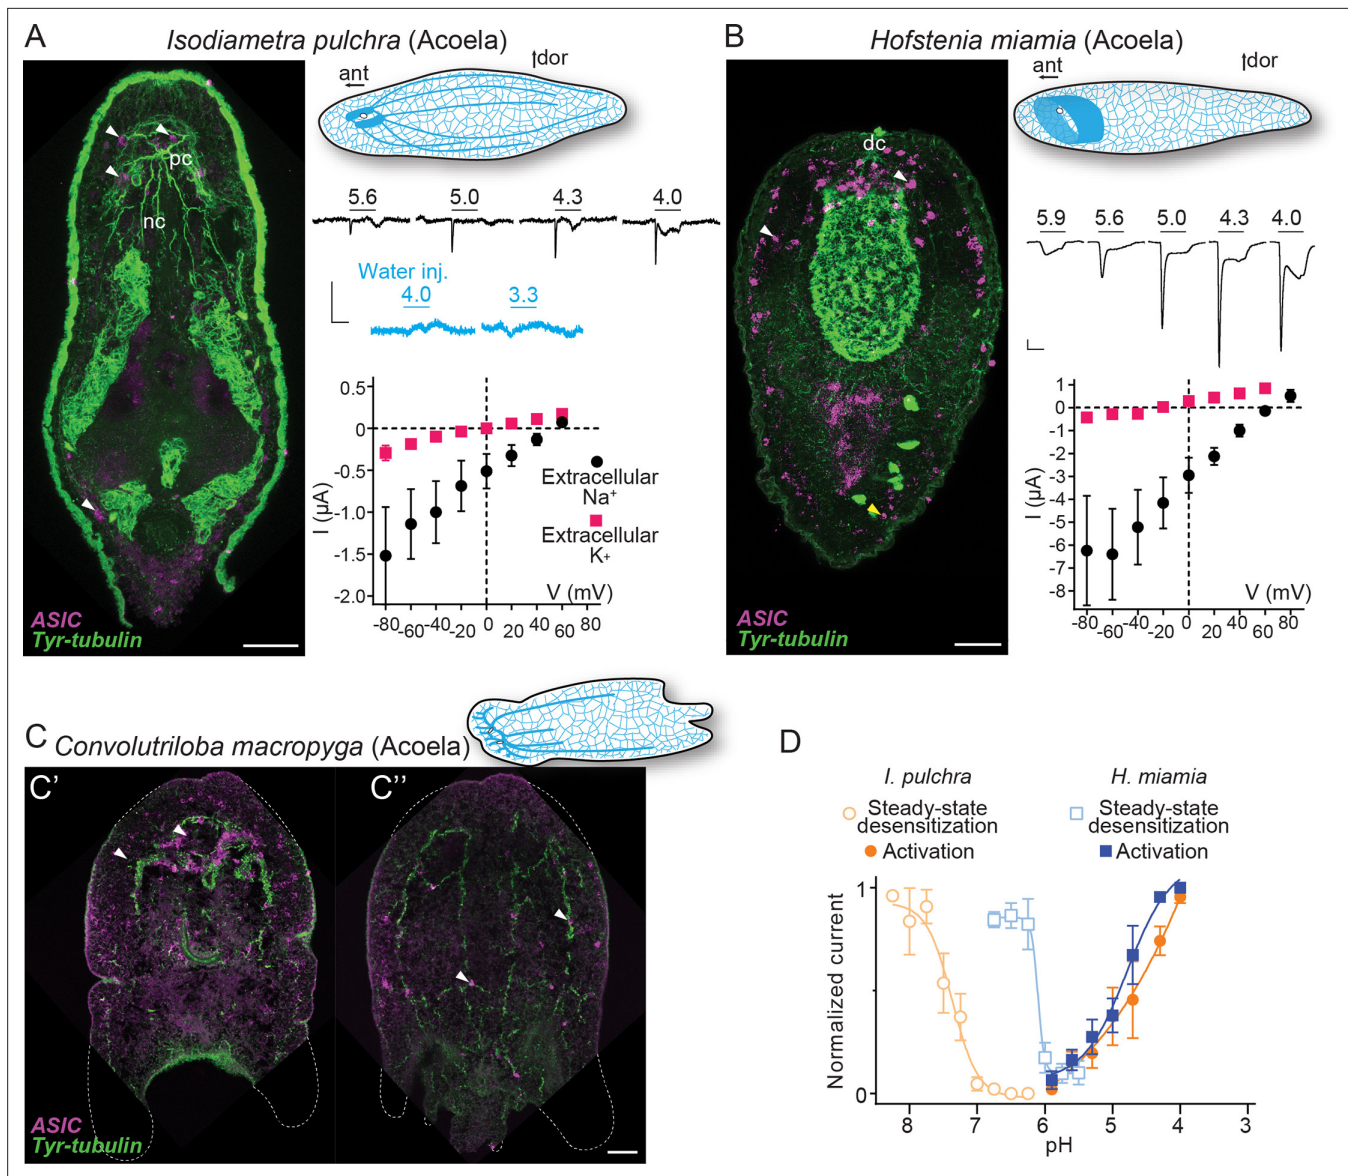 A
Isodiametra pulchra (Acoela)
ant
dor
pc
nc
5.6 5.0 4.3 4.0
Water inj.
4.0 3.3
0.5
0
-0.5
-1.0
-1.5
-2.0
I (µA)
Extracellular
Na+
Extracellular
K+
V (mV)
-80 -60 -40 -20 0 20 40 60 80
ASIC
Tyr-tubulin
B
Hofstenia miamia (Acoela)
ant
dor
dc
5.9 5.6 5.0 4.3 4.0
1
0
-1
-2
-3
-4
-5
-6
-7
-8
I (µA)
V (mV)
-80 -60 -40 -20 0 20 40 60 80
ASIC
Tyr-tubulin
C
Convolutriloba macropyga (Acoela)
C'
C''
ASIC
Tyr-tubulin
D
I. pulchra
Steady-state
desensitization
Activation
H. miamia
Steady-state
desensitization
Activation
Normalized current
1
0
8 7 6 5 4 3
pH